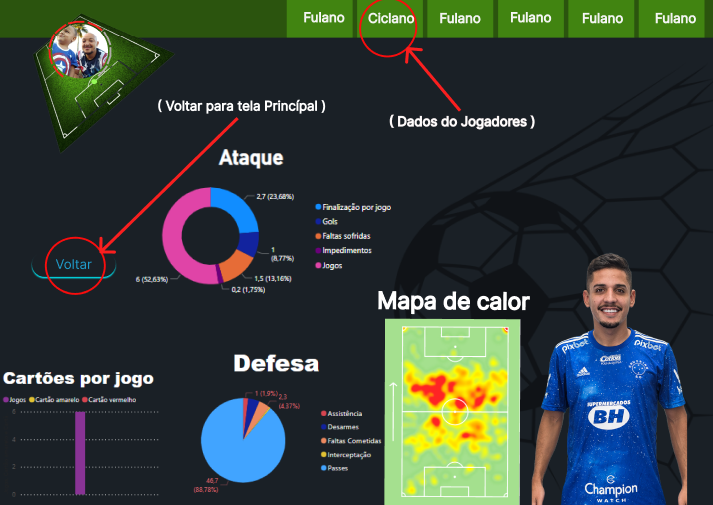 Fulano Ciclano Fulano Fulano Fulano Fulano
( Voltar para tela Princípal )
( Dados do Jogadores )
Ataque
2,7 (23,68%)
1
(8,77%)
1,5 (13,16%)
0,2 (1,75%)
6 (52,63%)
Finalização por jogo
Gols
Faltas sofridas
Impedimentos
Jogos
Voltar
Mapa de calor
Cartões por jogo
Jogos Cartão amarelo Cartão vermelho
6
4
2
0
Defesa
1 (1,9%)
2,3
(4,37%)
46,7
(88,78%)
Assistência
Desarmes
Faltas Cometidas
Interceptação
Passes
pixbet
pixbet
SUPERMERCADOS
BH
Champion
WATCH